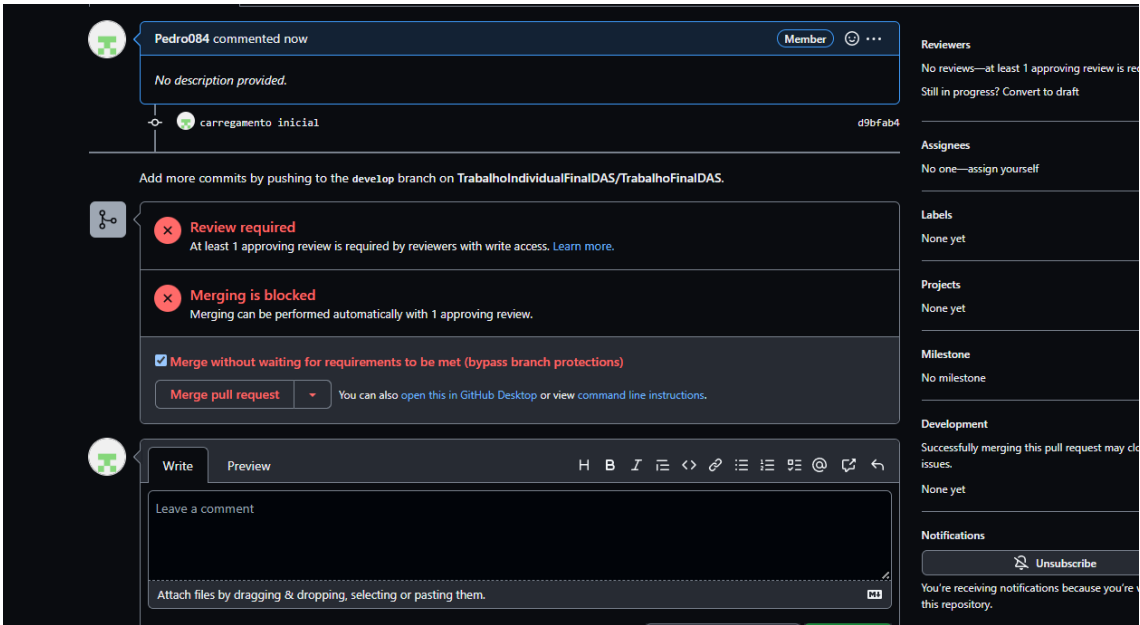 Pedro084 commented now
Member
No description provided.
carregamento inicial
d9bfab4
Add more commits by pushing to the develop branch on TrabalhoIndividualFinalDAS/TrabalhoFinalDAS.
Review required
At least 1 approving review is required by reviewers with write access. Learn more.
Merging is blocked
Merging can be performed automatically with 1 approving review.
Merge without waiting for requirements to be met (bypass branch protections)
Merge pull request
You can also open this in GitHub Desktop or view command line instructions.
Write
Preview
Leave a comment
Attach files by dragging & dropping, selecting or pasting them.
Reviewers
No reviews—at least 1 approving review is
Still in progress? Convert to draft
Assignees
No one—assign yourself
Labels
None yet
Projects
None yet
Milestone
No milestone
Development
Successfully merging this pull request may
issues.
None yet
Notifications
Unsubscribe
You're receiving notifications because you're
this repository.